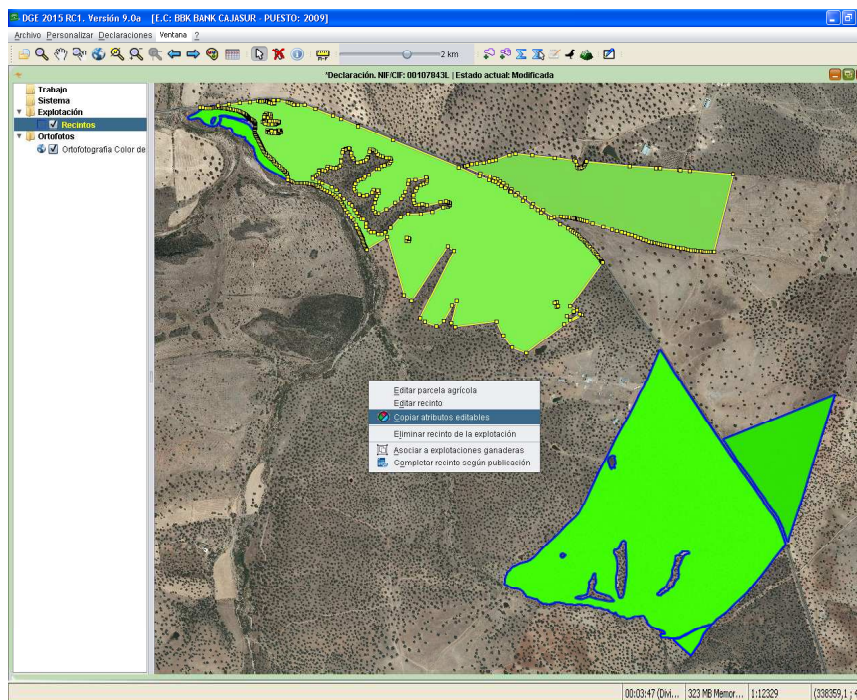 DGE 2015 RC1. Versión 9.0a [E.C: BBK BANK CAJASUR - PUESTO: 2009]
Archivo Personalizar Declaraciones Ventana ?
2 km
*Declaración. NIF/CIF: 00107843L | Estado actual: Modificada
Trabajo
Sistema
Explotación
Recintos
Ortofotos
Ortofotografia Color de
Editar parcela agrícola
Editar recinto
Copiar atributos editables
Eliminar recinto de la explotación
Asociar a explotaciones ganaderas
Completar recinto según publicación
00:03:47 (Divi... 323 MB Memor... 1:12329 (338359,1